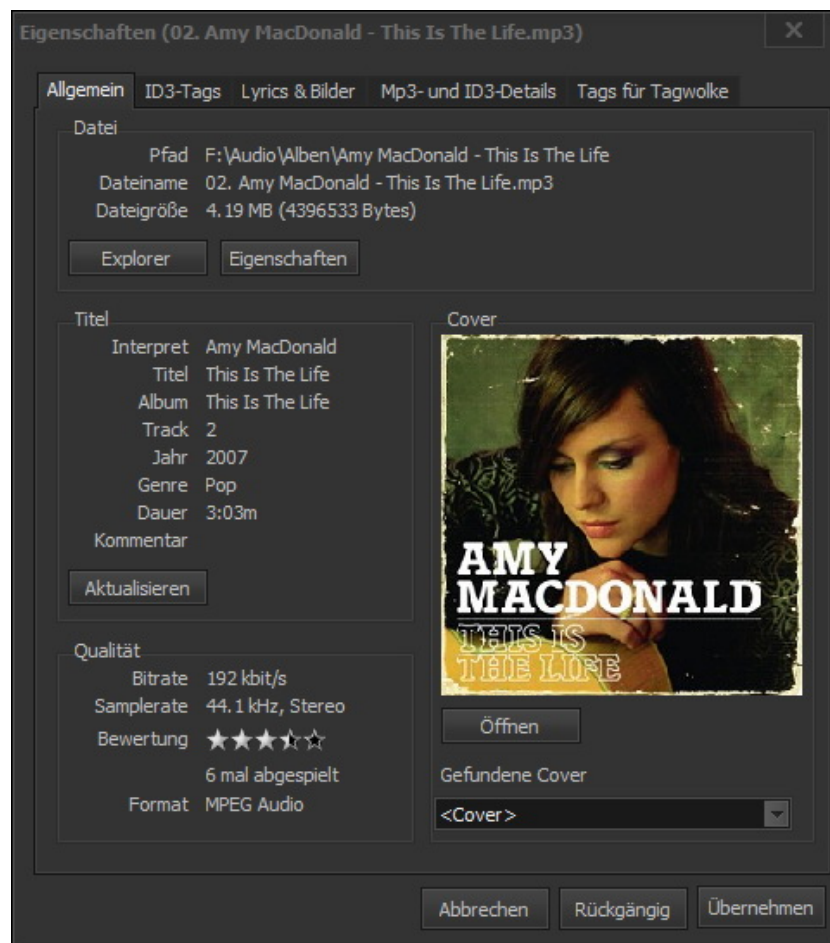 Eigenschaften (02. Amy MacDonald - This Is The Life.mp3)
Allgemein ID3-Tags Lyrics & Bilder Mp3- und ID3-Details Tags für Tagwolke
Datei
Pfad F:\Audio\Alben\Amy MacDonald - This Is The Life
Dateiname 02. Amy MacDonald - This Is The Life.mp3
Dateigröße 4.19 MB (4396533 Bytes)
Explorer Eigenschaften
Titel
Interpret Amy MacDonald
Titel This Is The Life
Album This Is The Life
Track 2
Jahr 2007
Genre Pop
Dauer 3:03m
Kommentar
Aktualisieren
Qualität
Bitrate 192 kbit/s
Samplerate 44.1 kHz, Stereo
Bewertung
6 mal abgespielt
Format MPEG Audio
Cover
AMY
MACDONALD
THIS IS
THE LIFE
Öffnen
Gefundene Cover
<Cover>
Abbrechen Rückgängig Übernehmen